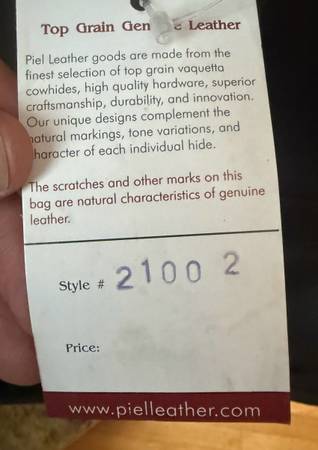 Top Grain Genuine Leather
Piel Leather goods are made from the
finest selection of top grain vaquetta
cowhides, high quality hardware, superior
craftsmanship, durability, and innovation.
Our unique designs complement the
natural markings, tone variations, and
character of each individual hide.
The scratches and other marks on this
bag are natural characteristics of genuine
leather.
Style # 2100 2
Price:
www.pielleather.com